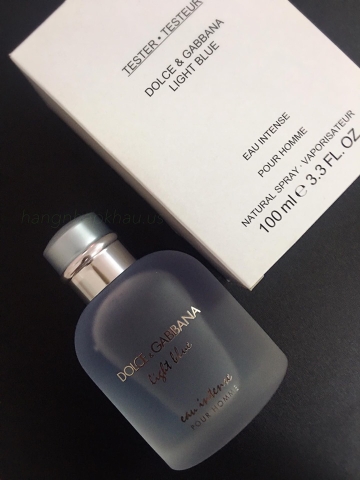 TESTER • TESTEUR
DOLCE & GABBANA
LIGHT BLUE
EAU INTENSE
POUR HOMME
NATURAL SPRAY - VAPORISATEUR
100 ml e 3.3 FL. OZ
DOLCE & GABBANA
light blue
eau intense
POUR HOMME